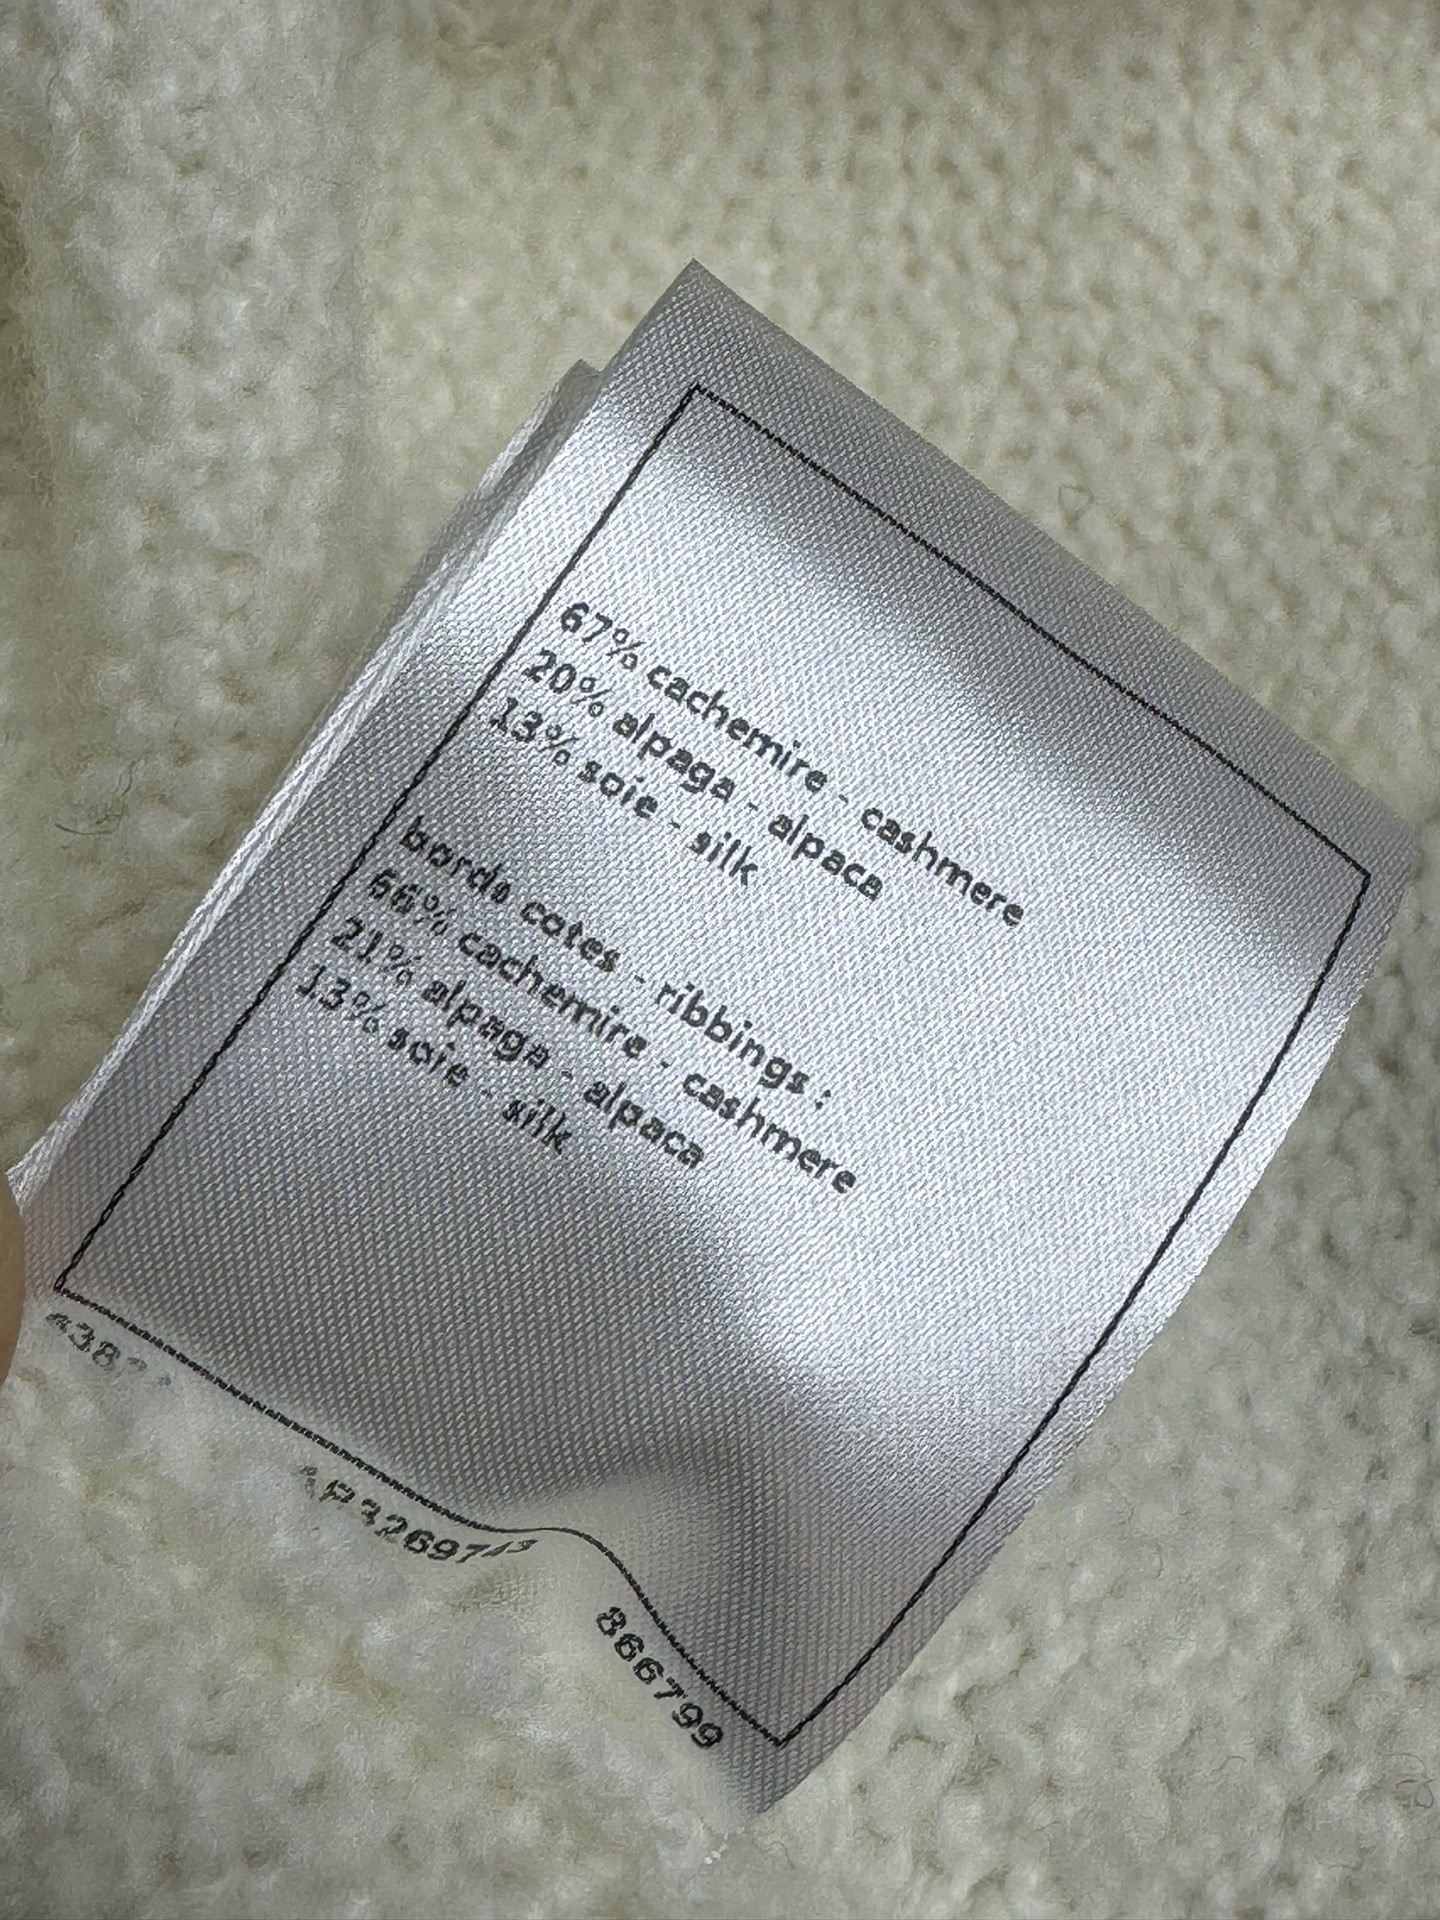 67% cachemire - cashmere
20% alpaga - alpaca
13% soie - silk
bords cotes - ribbings :
66% cachemire - cashmere
21% alpaga - alpaca
13% soie - silk
866799